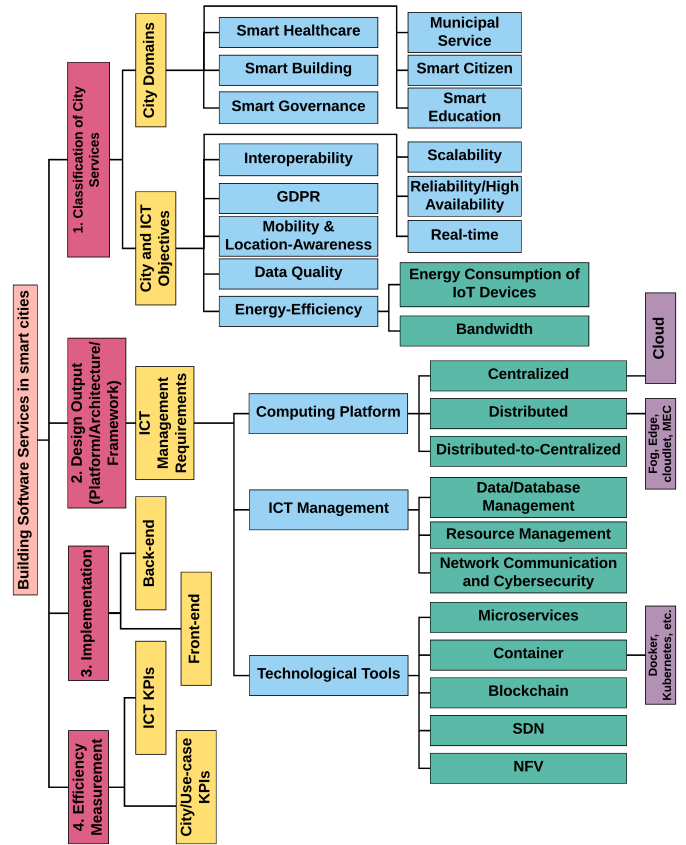 Building Software Services in smart cities
1. Classification of City
Services
City Domains
Smart Healthcare
Smart Building
Smart Governance
Municipal
Service
Smart Citizen
Smart
Education
City and ICT
Objectives
Interoperability
GDPR
Mobility &
Location-Awareness
Data Quality
Energy-Efficiency
Scalability
Reliability/High
Availability
Real-time
Energy Consumption of
IoT Devices
Bandwidth
2. Design Output
(Platform/Architecture/
Framework)
ICT
Management
Requirements
Computing Platform
Centralized
Cloud
Distributed
Fog, Edge,
cloudlet, MEC
Distributed-to-Centralized
ICT Management
Data/Database
Management
Resource Management
Network Communication
and Cybersecurity
Technological Tools
Microservices
Container
Docker,
Kubernetes, etc.
Blockchain
SDN
NFV
3. Implementation
Back-end
Front-end
4. Efficiency
Measurement
ICT KPIs
City/Use-case
KPIs